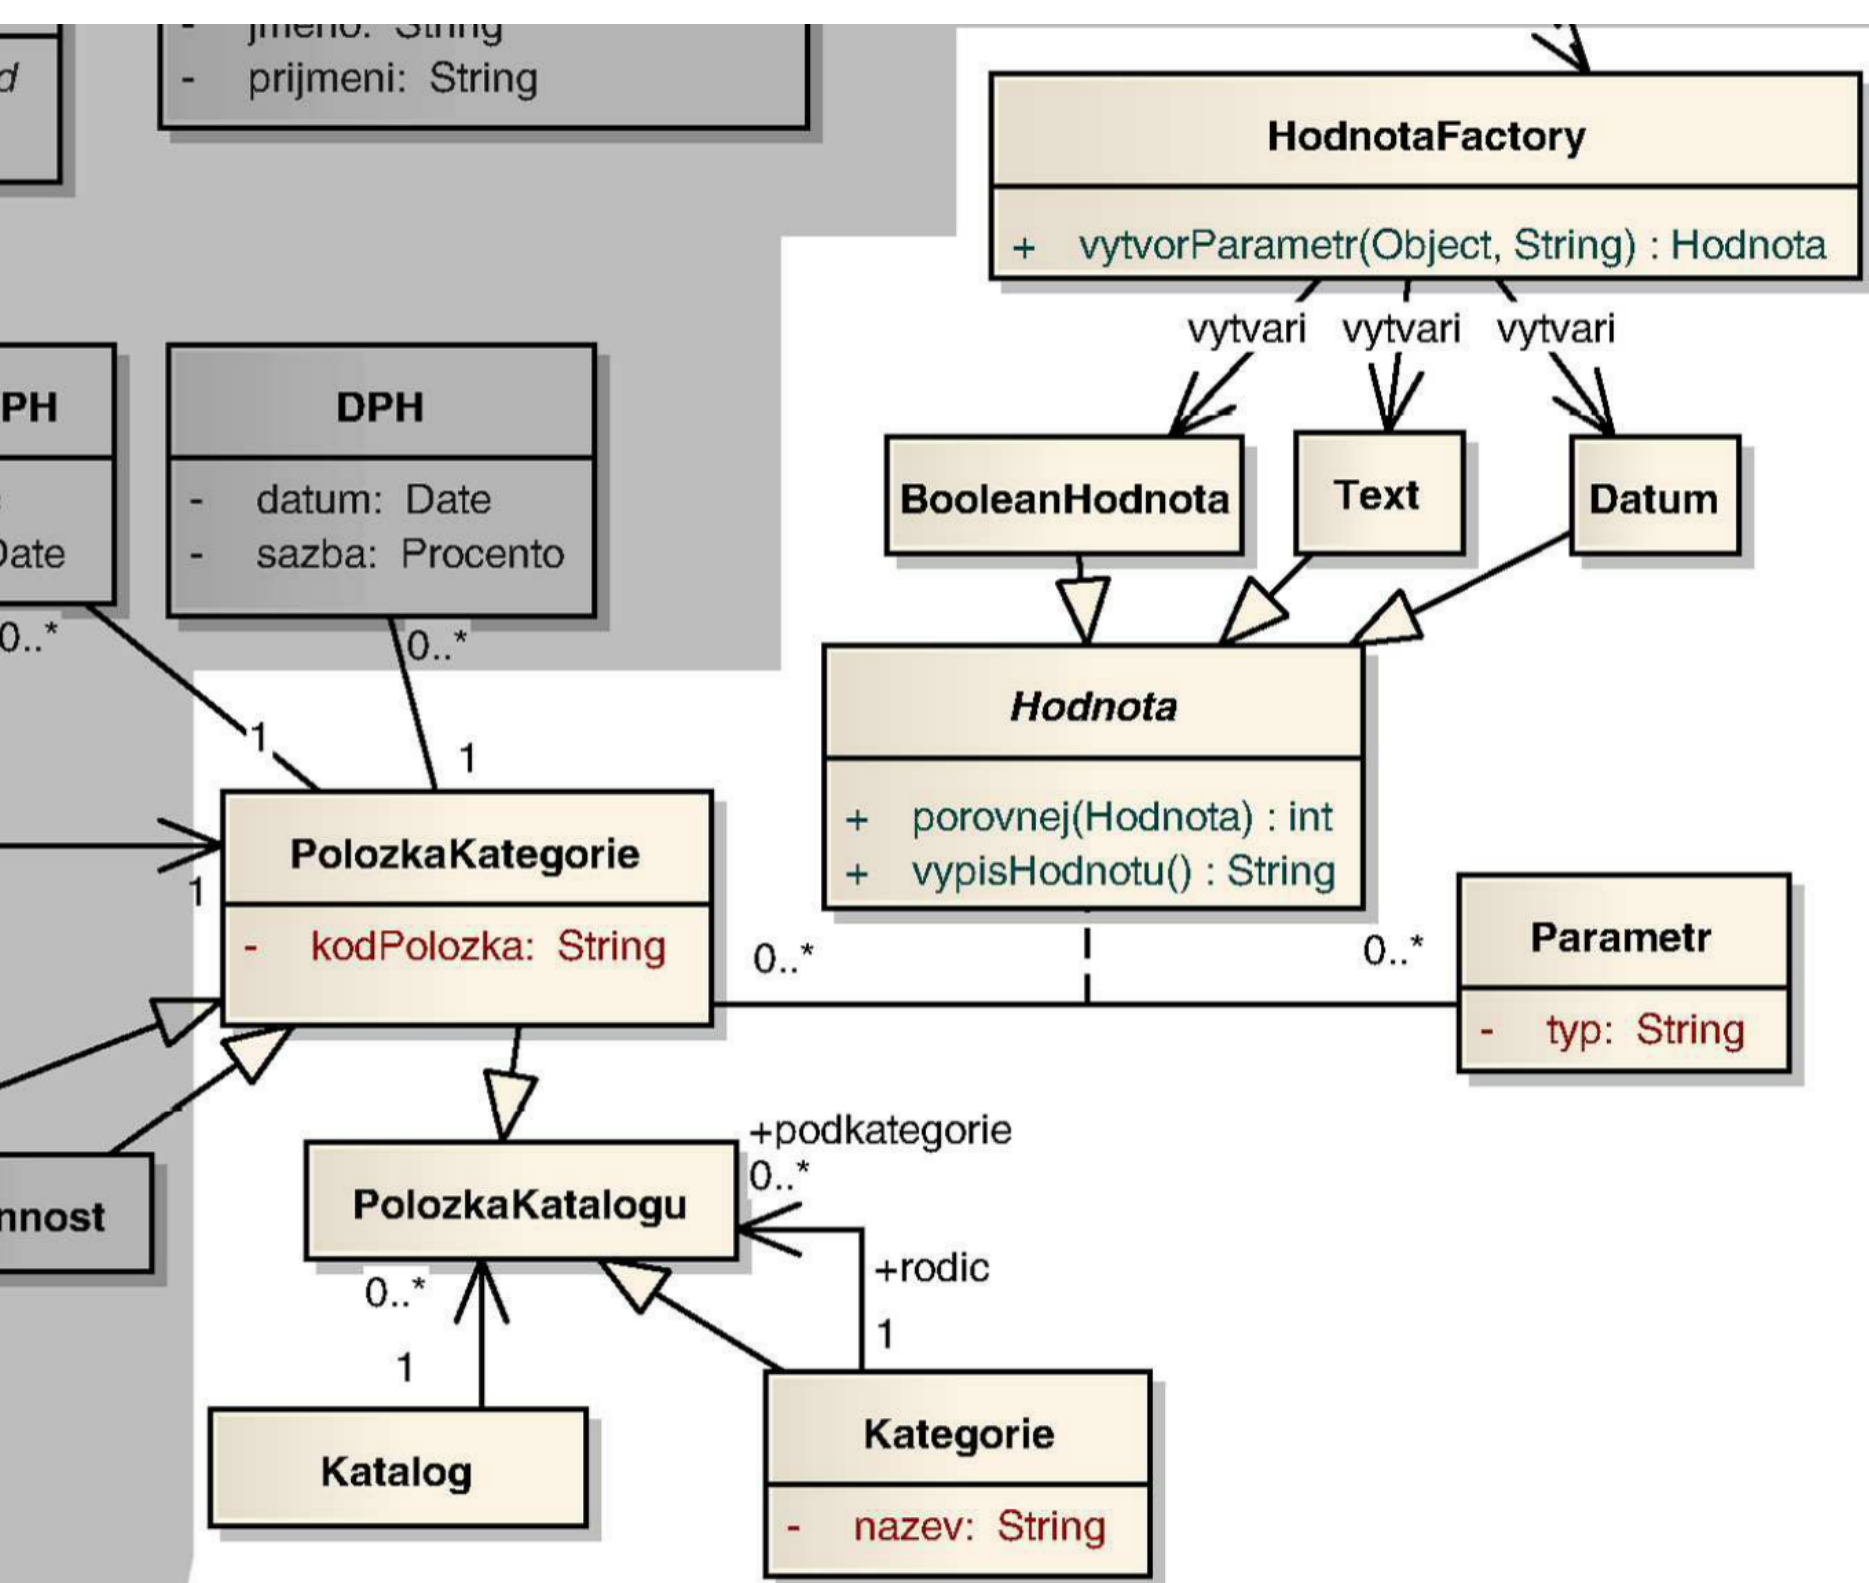 d
- jmeno: String
- prijmeni: String
HodnotaFactory
+ vytvorParametr(Object, String) : Hodnota
vytvari vytvari vytvari
PH
Date
0..*
DPH
- datum: Date
- sazba: Procento
0..*
BooleanHodnota
Text
Datum
Hodnota
+ porovnej(Hodnota) : int
+ vypisHodnotu() : String
1
1
1
PolozkaKategorie
- kodPolozka: String
0..*
0..*
Parametr
- typ: String
nnost
PolozkaKatalogu
+podkategorie
0..*
+rodic
1
0..*
1
Katalog
Kategorie
- nazev: String